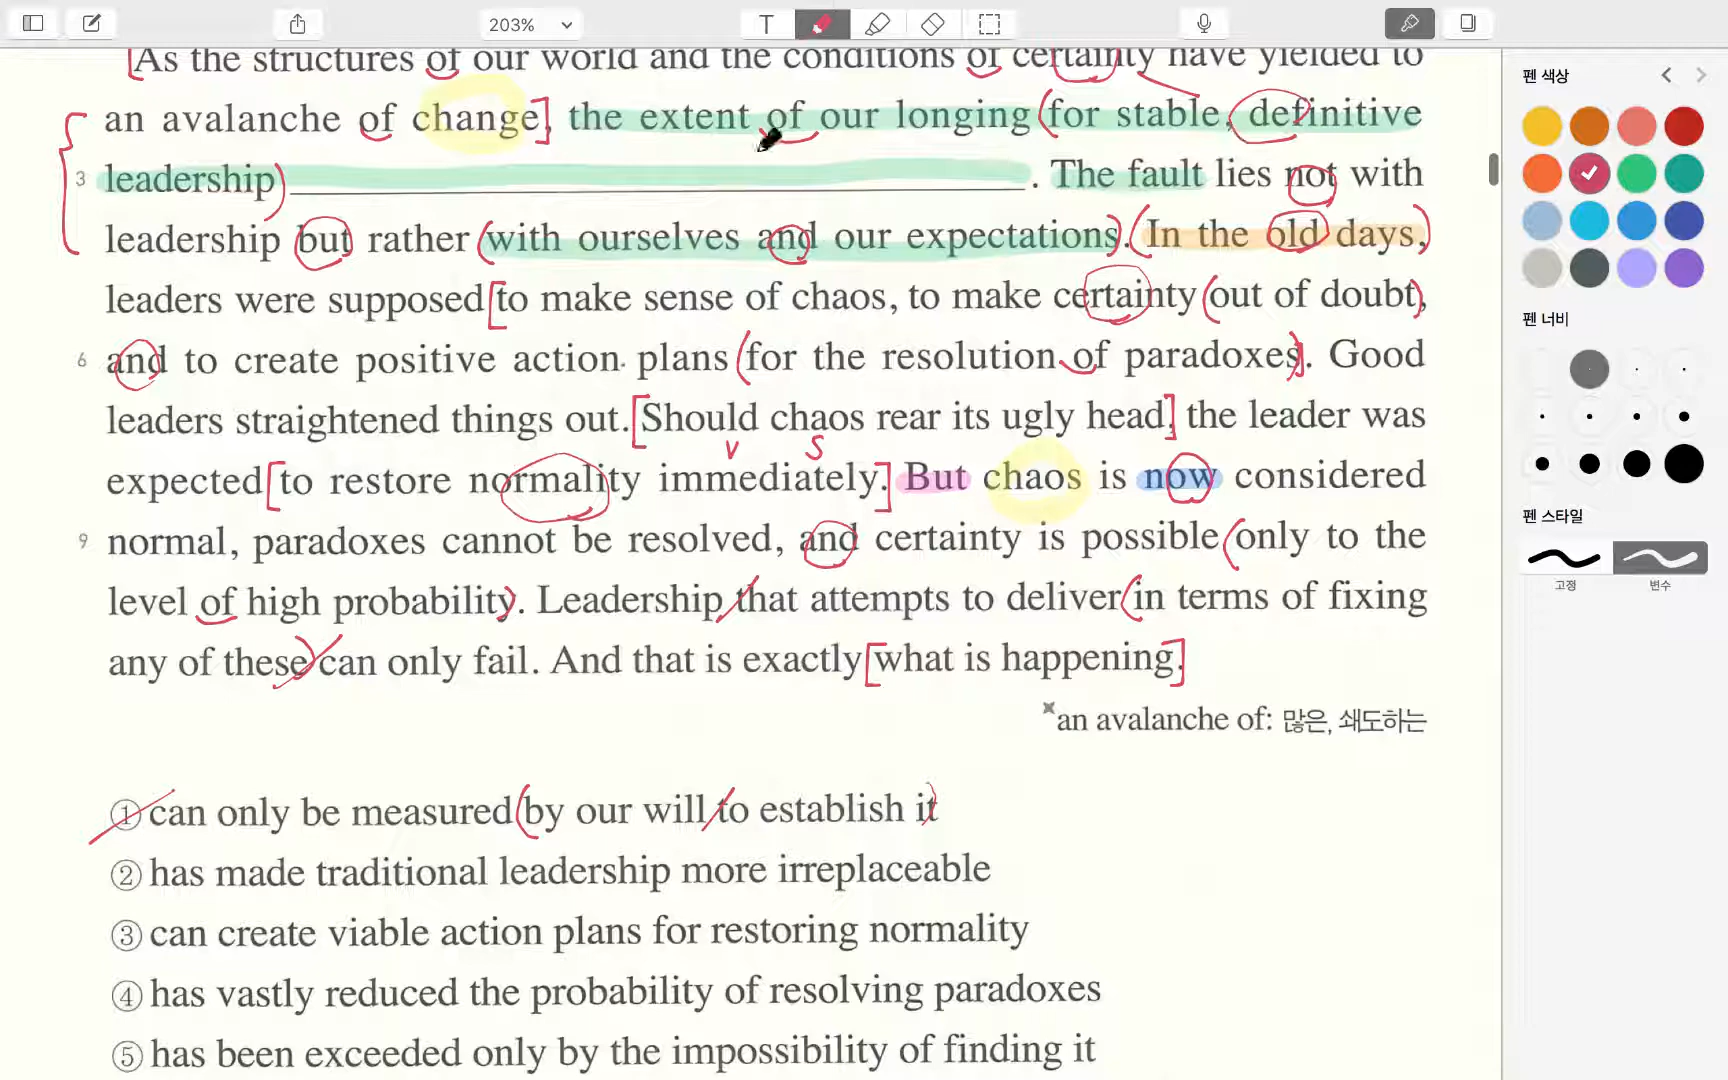 203%
T
펜 색상
펜 너비
펜 스타일
고정
변수
As the structures of our world and the conditions of certainty have yielded to
an avalanche of change, the extent of our longing for stable, definitive
3 leadership ____________________. The fault lies not with
leadership but rather with ourselves and our expectations. In the old days,
leaders were supposed to make sense of chaos, to make certainty out of doubt,
6 and to create positive action plans for the resolution of paradoxes. Good
leaders straightened things out. Should chaos rear its ugly head, the leader was
v s
expected to restore normality immediately. But chaos is now considered
9 normal, paradoxes cannot be resolved, and certainty is possible only to the
level of high probability. Leadership that attempts to deliver in terms of fixing
any of these can only fail. And that is exactly what is happening.
*an avalanche of: 많은, 쇄도하는
① can only be measured by our will to establish it
② has made traditional leadership more irreplaceable
③ can create viable action plans for restoring normality
④ has vastly reduced the probability of resolving paradoxes
⑤ has been exceeded only by the impossibility of finding it